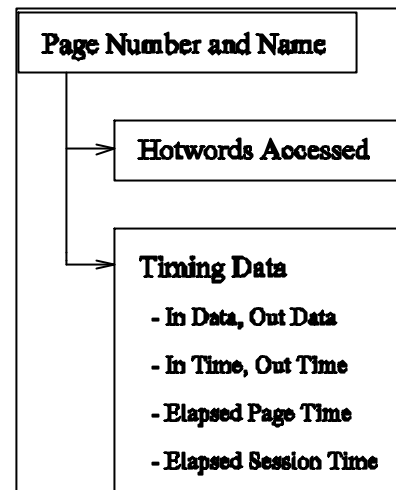 Page Number and Name
Hotwords Accessed
Timing Data
- In Data, Out Data
- In Time, Out Time
- Elapsed Page Time
- Elapsed Session Time